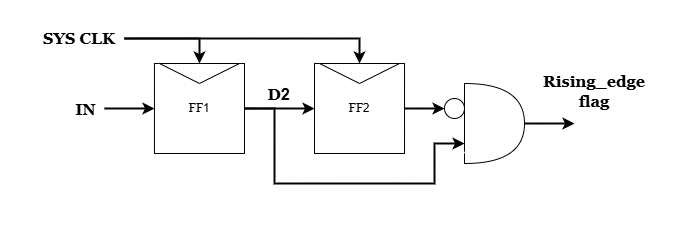 SYS CLK
D2
IN
FF1
FF2
Rising_edge
flag